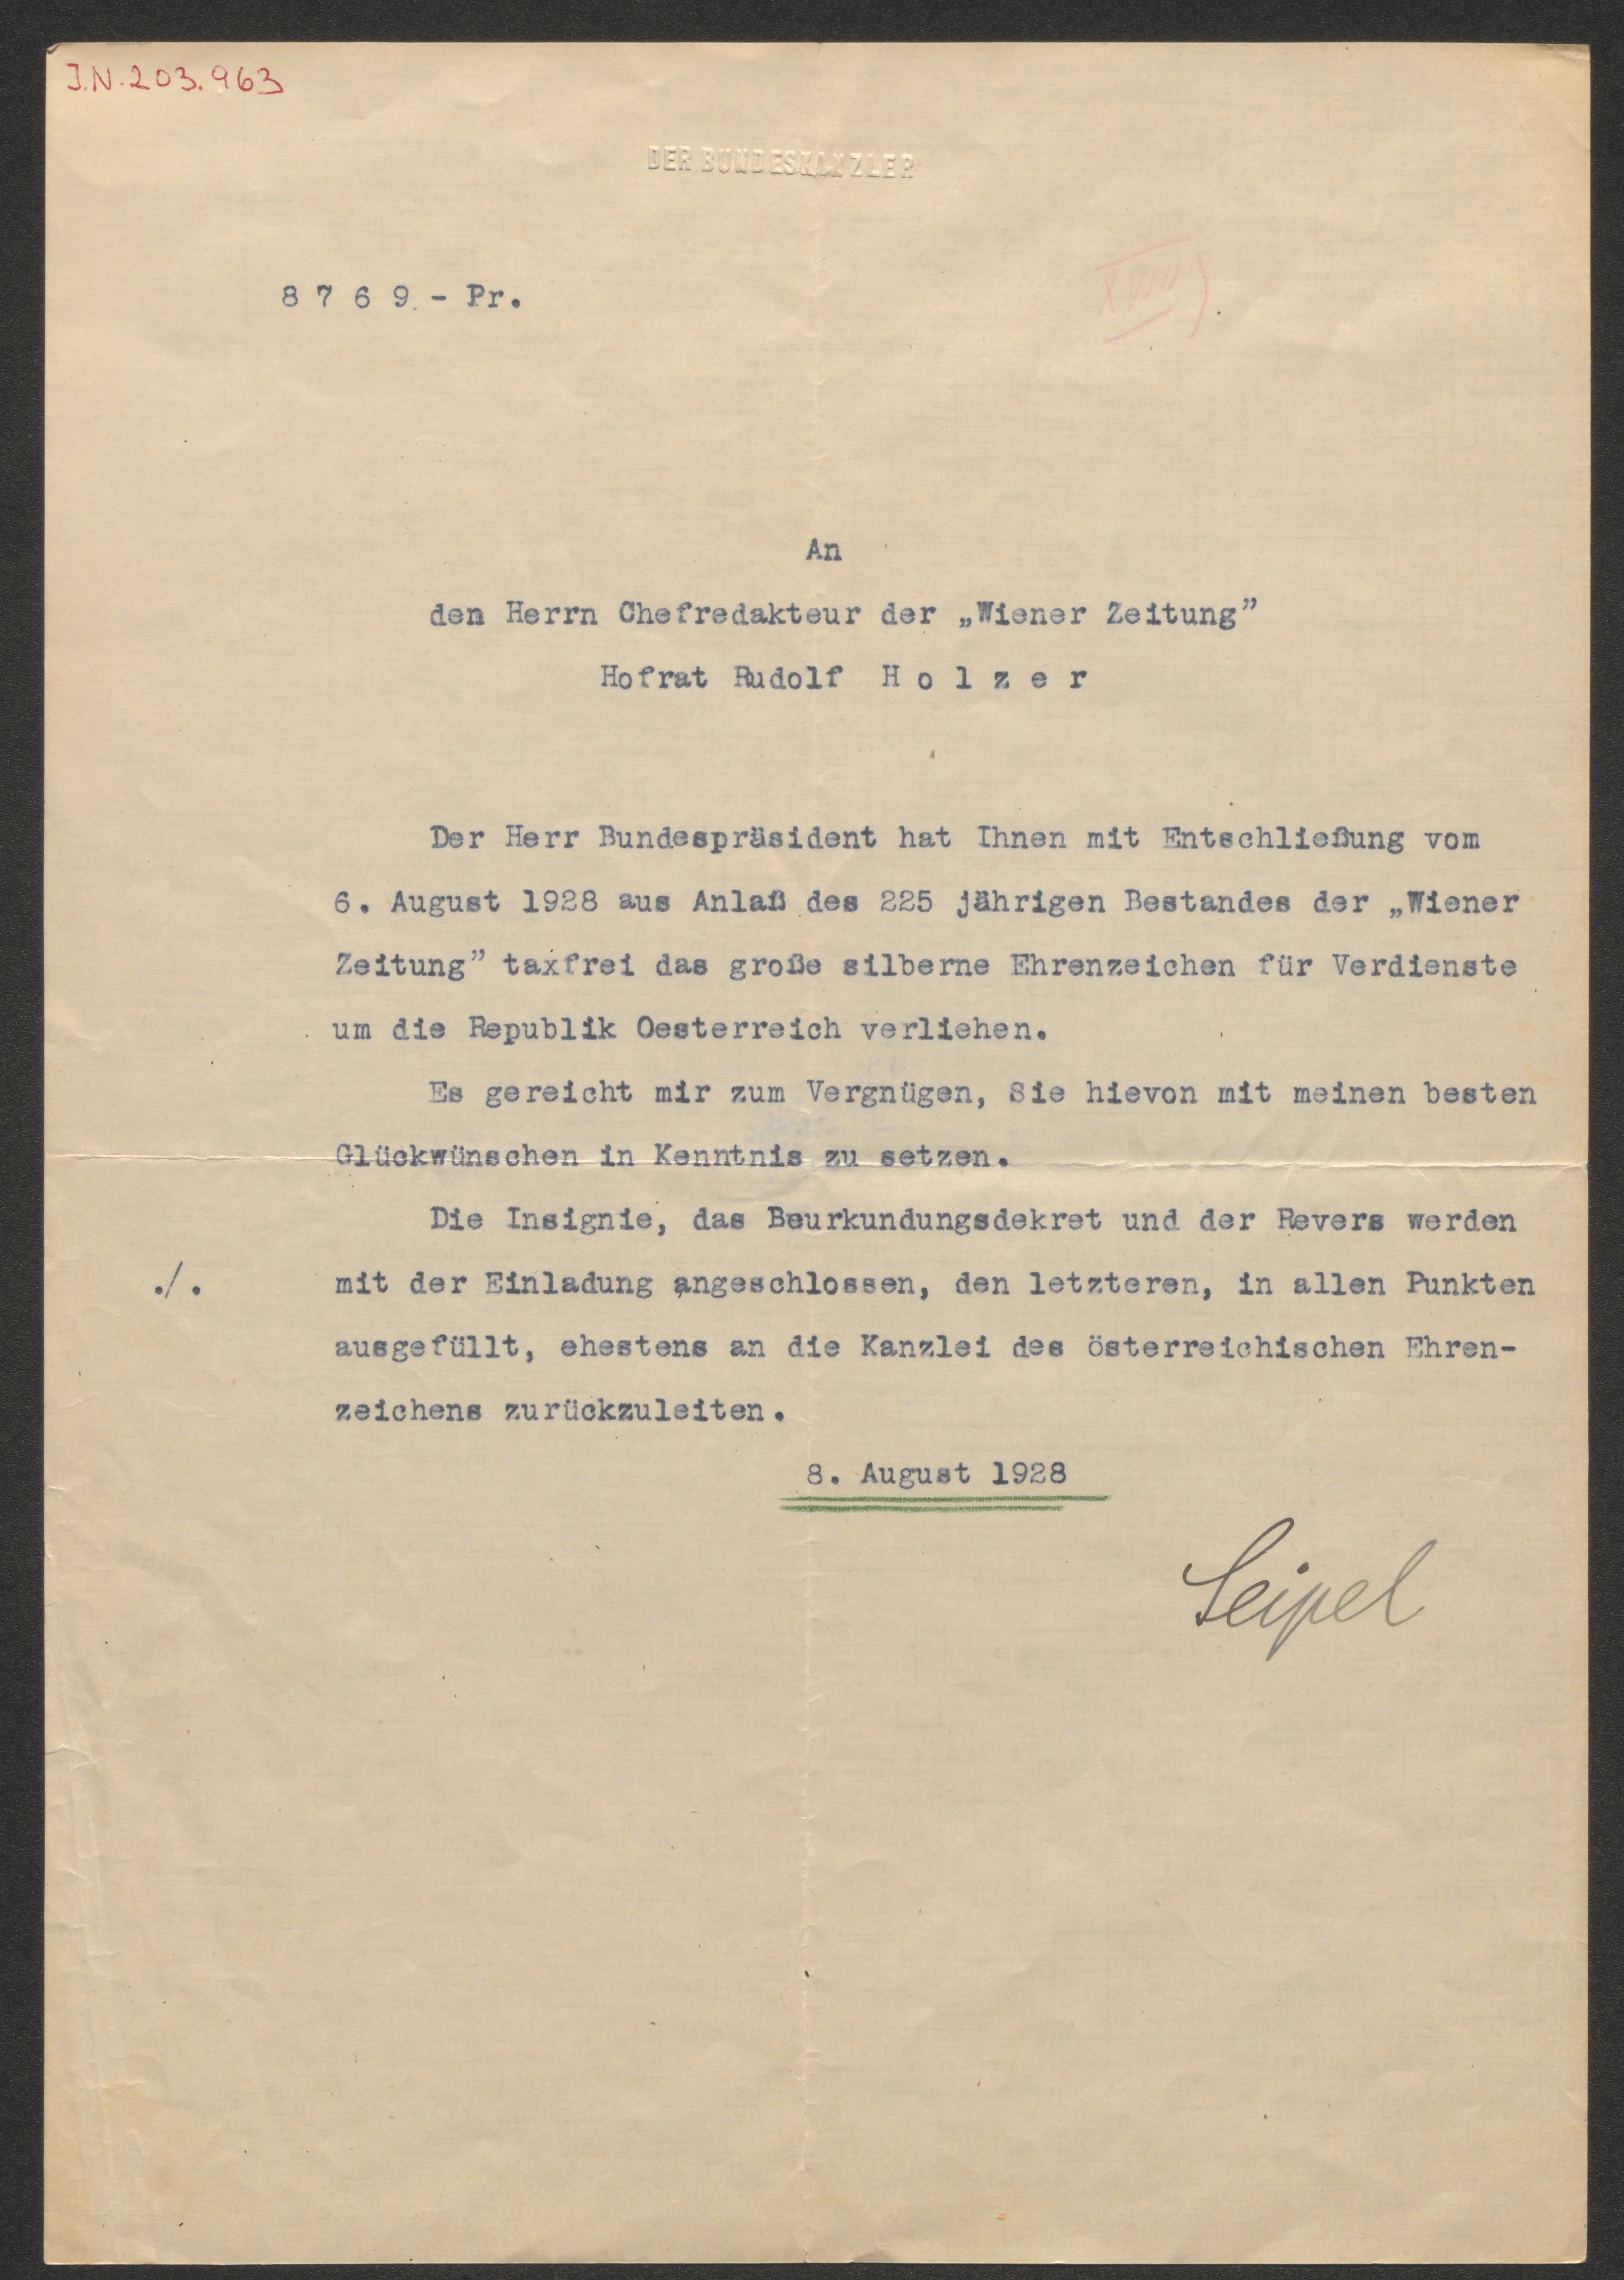 J.N. 203.963
DER BUNDESKANZLER
8 7 6 9 - Pr.
An
den Herrn Chefredakteur der „Wiener Zeitung”
Hofrat Rudolf H o l z e r
Der Herr Bundespräsident hat Ihnen mit Entschließung vom
6. August 1928 aus Anlaß des 225 jährigen Bestandes der „Wiener
Zeitung” taxfrei das große silberne Ehrenzeichen für Verdienste
um die Republik Oesterreich verliehen.
Es gereicht mir zum Vergnügen, Sie hievon mit meinen besten
Glückwünschen in Kenntnis zu setzen.
Die Insignie, das Beurkundungsdekret und der Revers werden
./. mit der Einladung angeschlossen, den letzteren, in allen Punkten
ausgefüllt, ehestens an die Kanzlei des österreichischen Ehren-
zeichens zurückzuleiten.
8. August 1928
Seipel